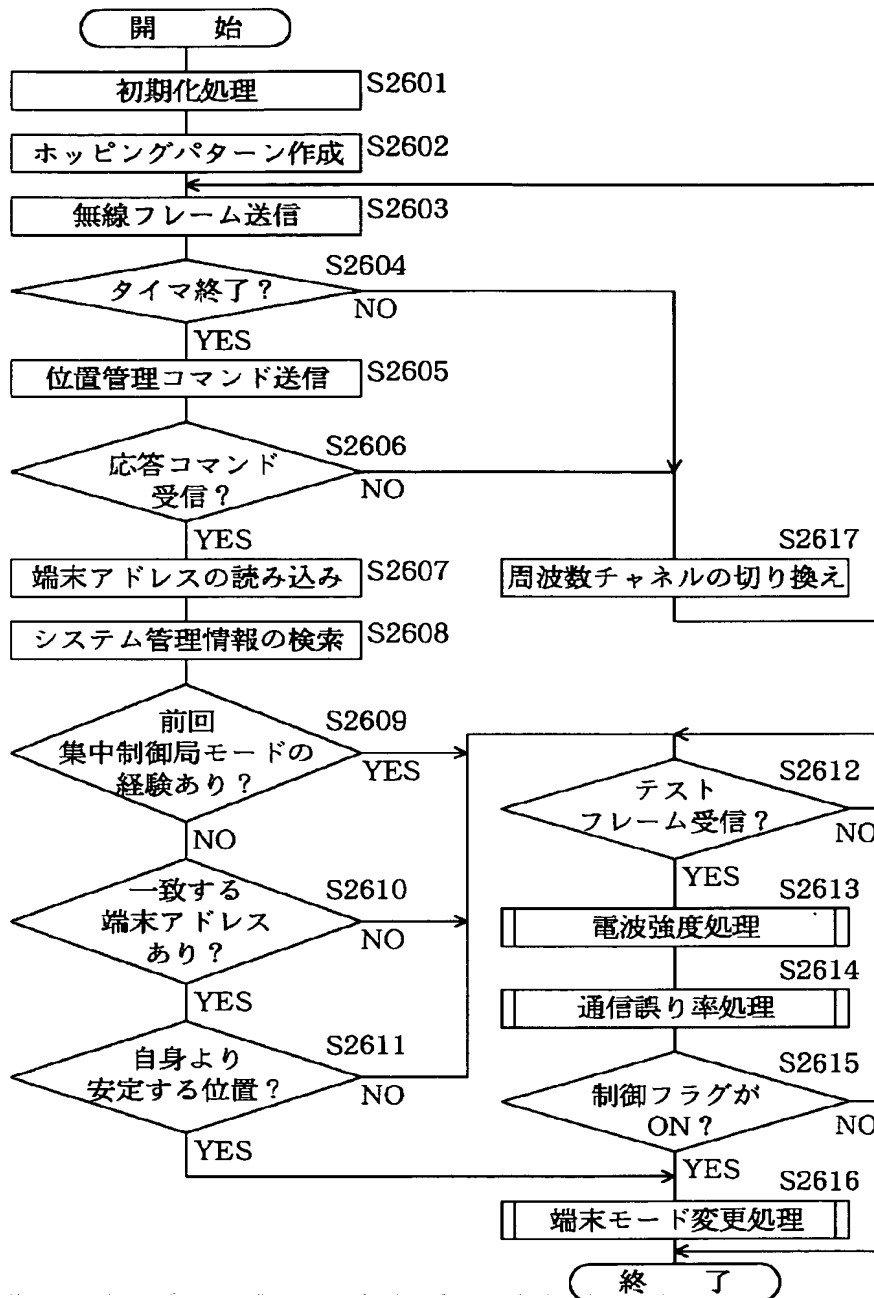 開 始
初期化処理 S2601
ホッピングパターン作成 S2602
無線フレーム送信 S2603
S2604
タイマ終了?
NO
YES
位置管理コマンド送信 S2605
S2606
応答コマンド
受信?
NO
YES
端末アドレスの読み込み S2607
システム管理情報の検索 S2608
S2617
周波数チャネルの切り換え
前回
集中制御局モードの
経験あり?
S2609
YES
NO
一致する
端末アドレス
あり?
S2610
NO
YES
自身より
安定する位置?
S2611
NO
YES
S2612
テスト
フレーム受信?
NO
YES
S2613
電波強度処理
S2614
通信誤り率処理
S2615
制御フラグが
ON?
NO
YES
S2616
端末モード変更処理
終 了